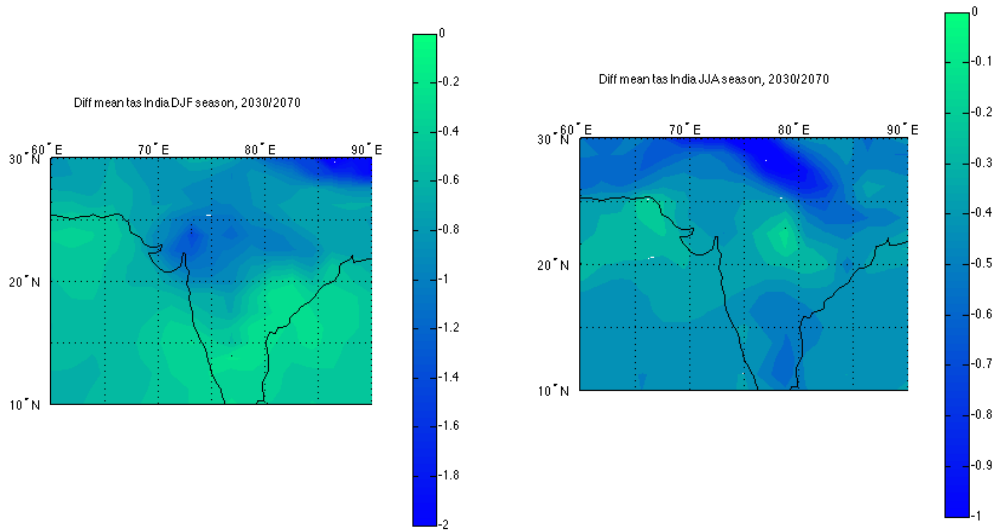 Diff mean tas India DJF season, 2030/2070
60° E
70° E
80° E
90° E
30° N
20° N
10° N
0
-0.2
-0.4
-0.6
-0.8
-1
-1.2
-1.4
-1.6
-1.8
-2
Diff mean tas India JJA season, 2030/2070
60° E
70° E
80° E
90° E
30° N
20° N
10° N
0
-0.1
-0.2
-0.3
-0.4
-0.5
-0.6
-0.7
-0.8
-0.9
-1